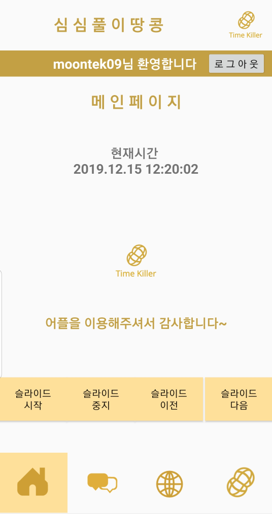 심심풀이땅콩
Time Killer
moontek09님 환영합니다
로그아웃
메인페이지
현재시간
2019.12.15 12:20:02
Time Killer
어플을 이용해주셔서 감사합니다~
슬라이드
시작
슬라이드
중지
슬라이드
이전
슬라이드
다음